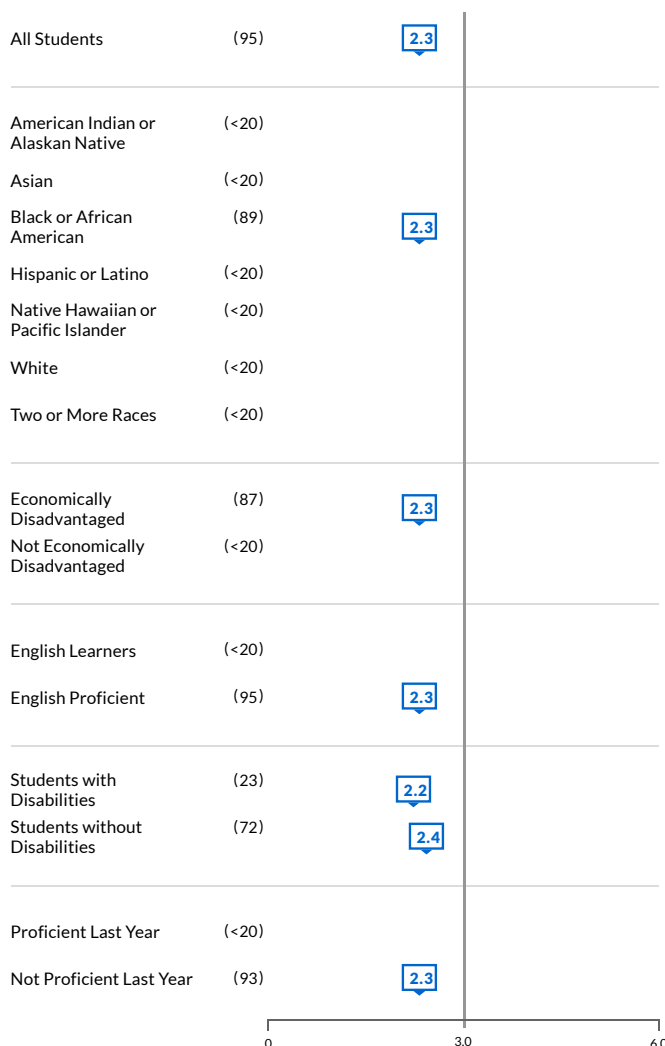 All Students (95) 2.3
American Indian or (<20)
Alaskan Native
Asian (<20)
Black or African (89) 2.3
American
Hispanic or Latino (<20)
Native Hawaiian or (<20)
Pacific Islander
White (<20)
Two or More Races (<20)
Economically (87) 2.3
Disadvantaged
Not Economically (<20)
Disadvantaged
English Learners (<20)
English Proficient (95) 2.3
Students with (23) 2.2
Disabilities
Students without (72) 2.4
Disabilities
Proficient Last Year (<20)
Not Proficient Last Year (93) 2.3
0 3.0 6.0